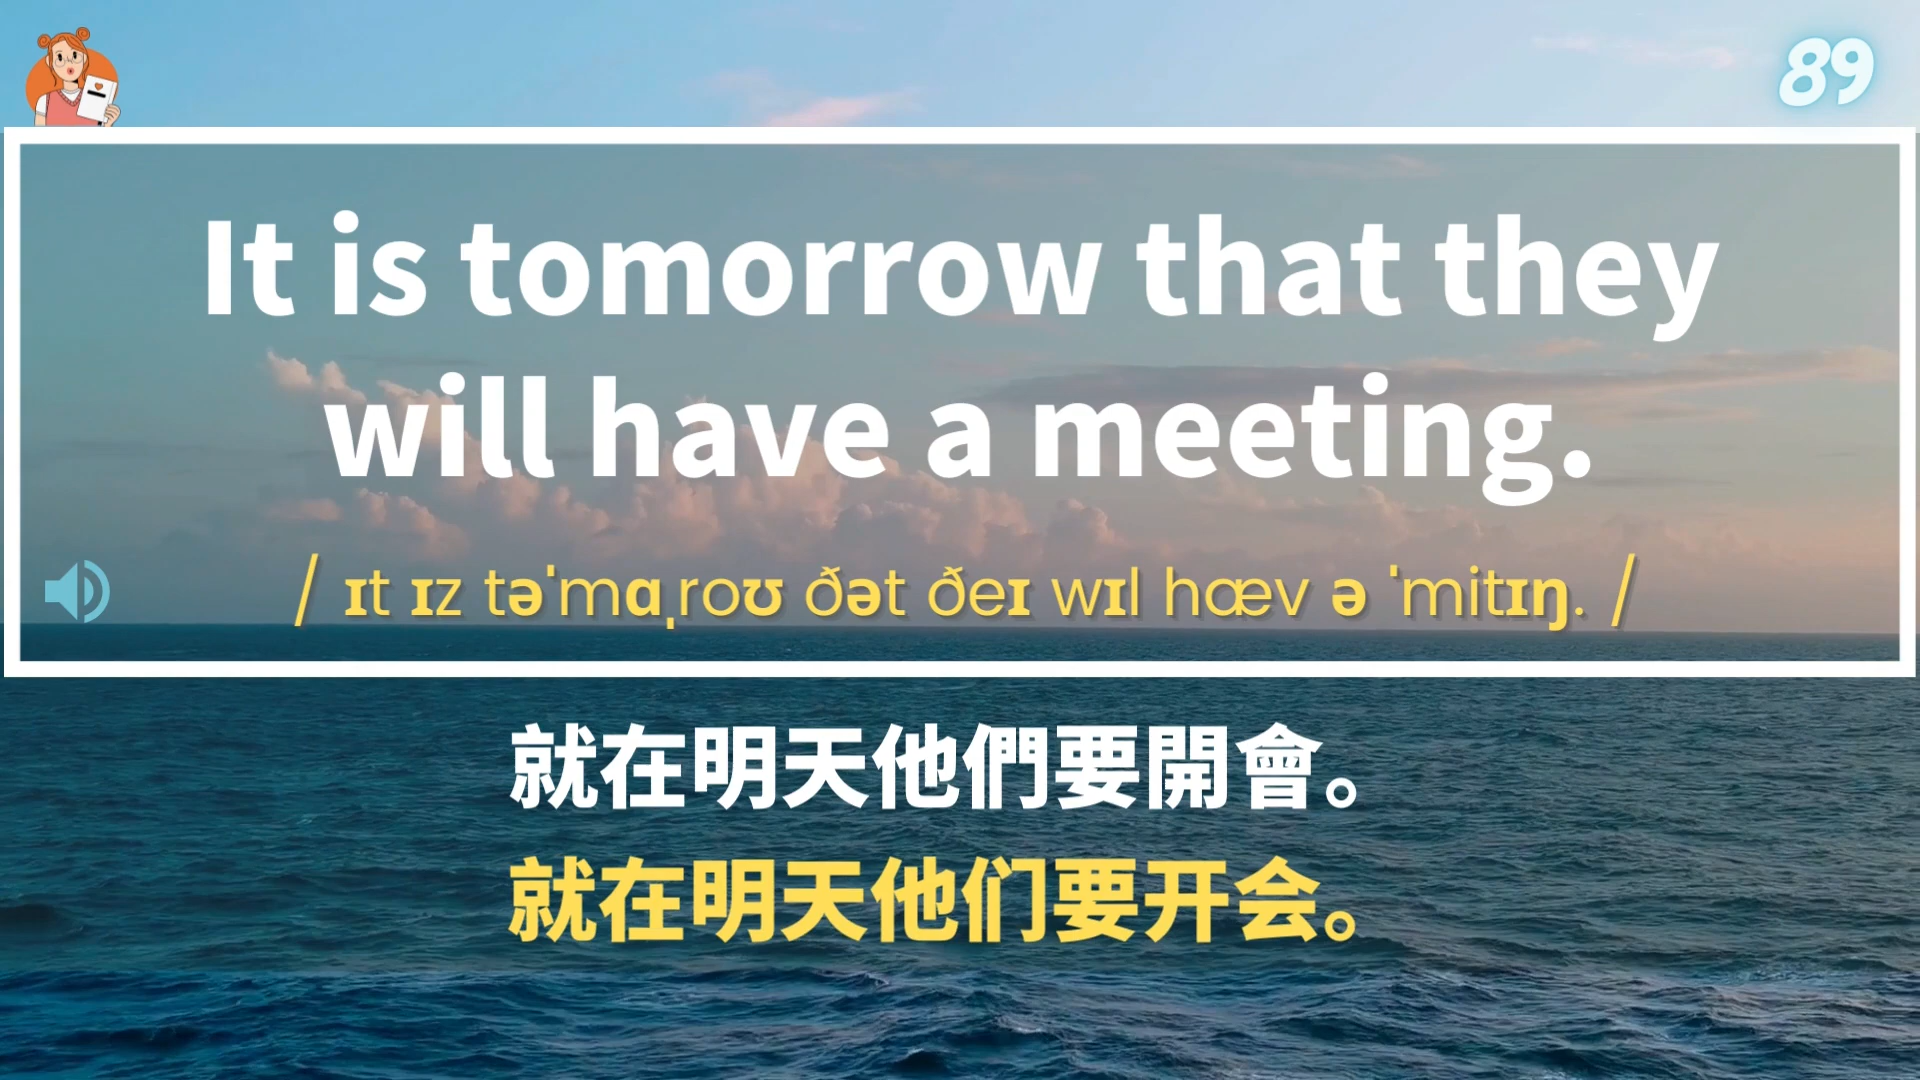 89
It is tomorrow that they
will have a meeting.
/ ɪt ɪz təˈmɑˌroʊ ðət ðeɪ wɪl hæv ə ˈmitɪŋ. /
就在明天他們要開會。
就在明天他们要开会。